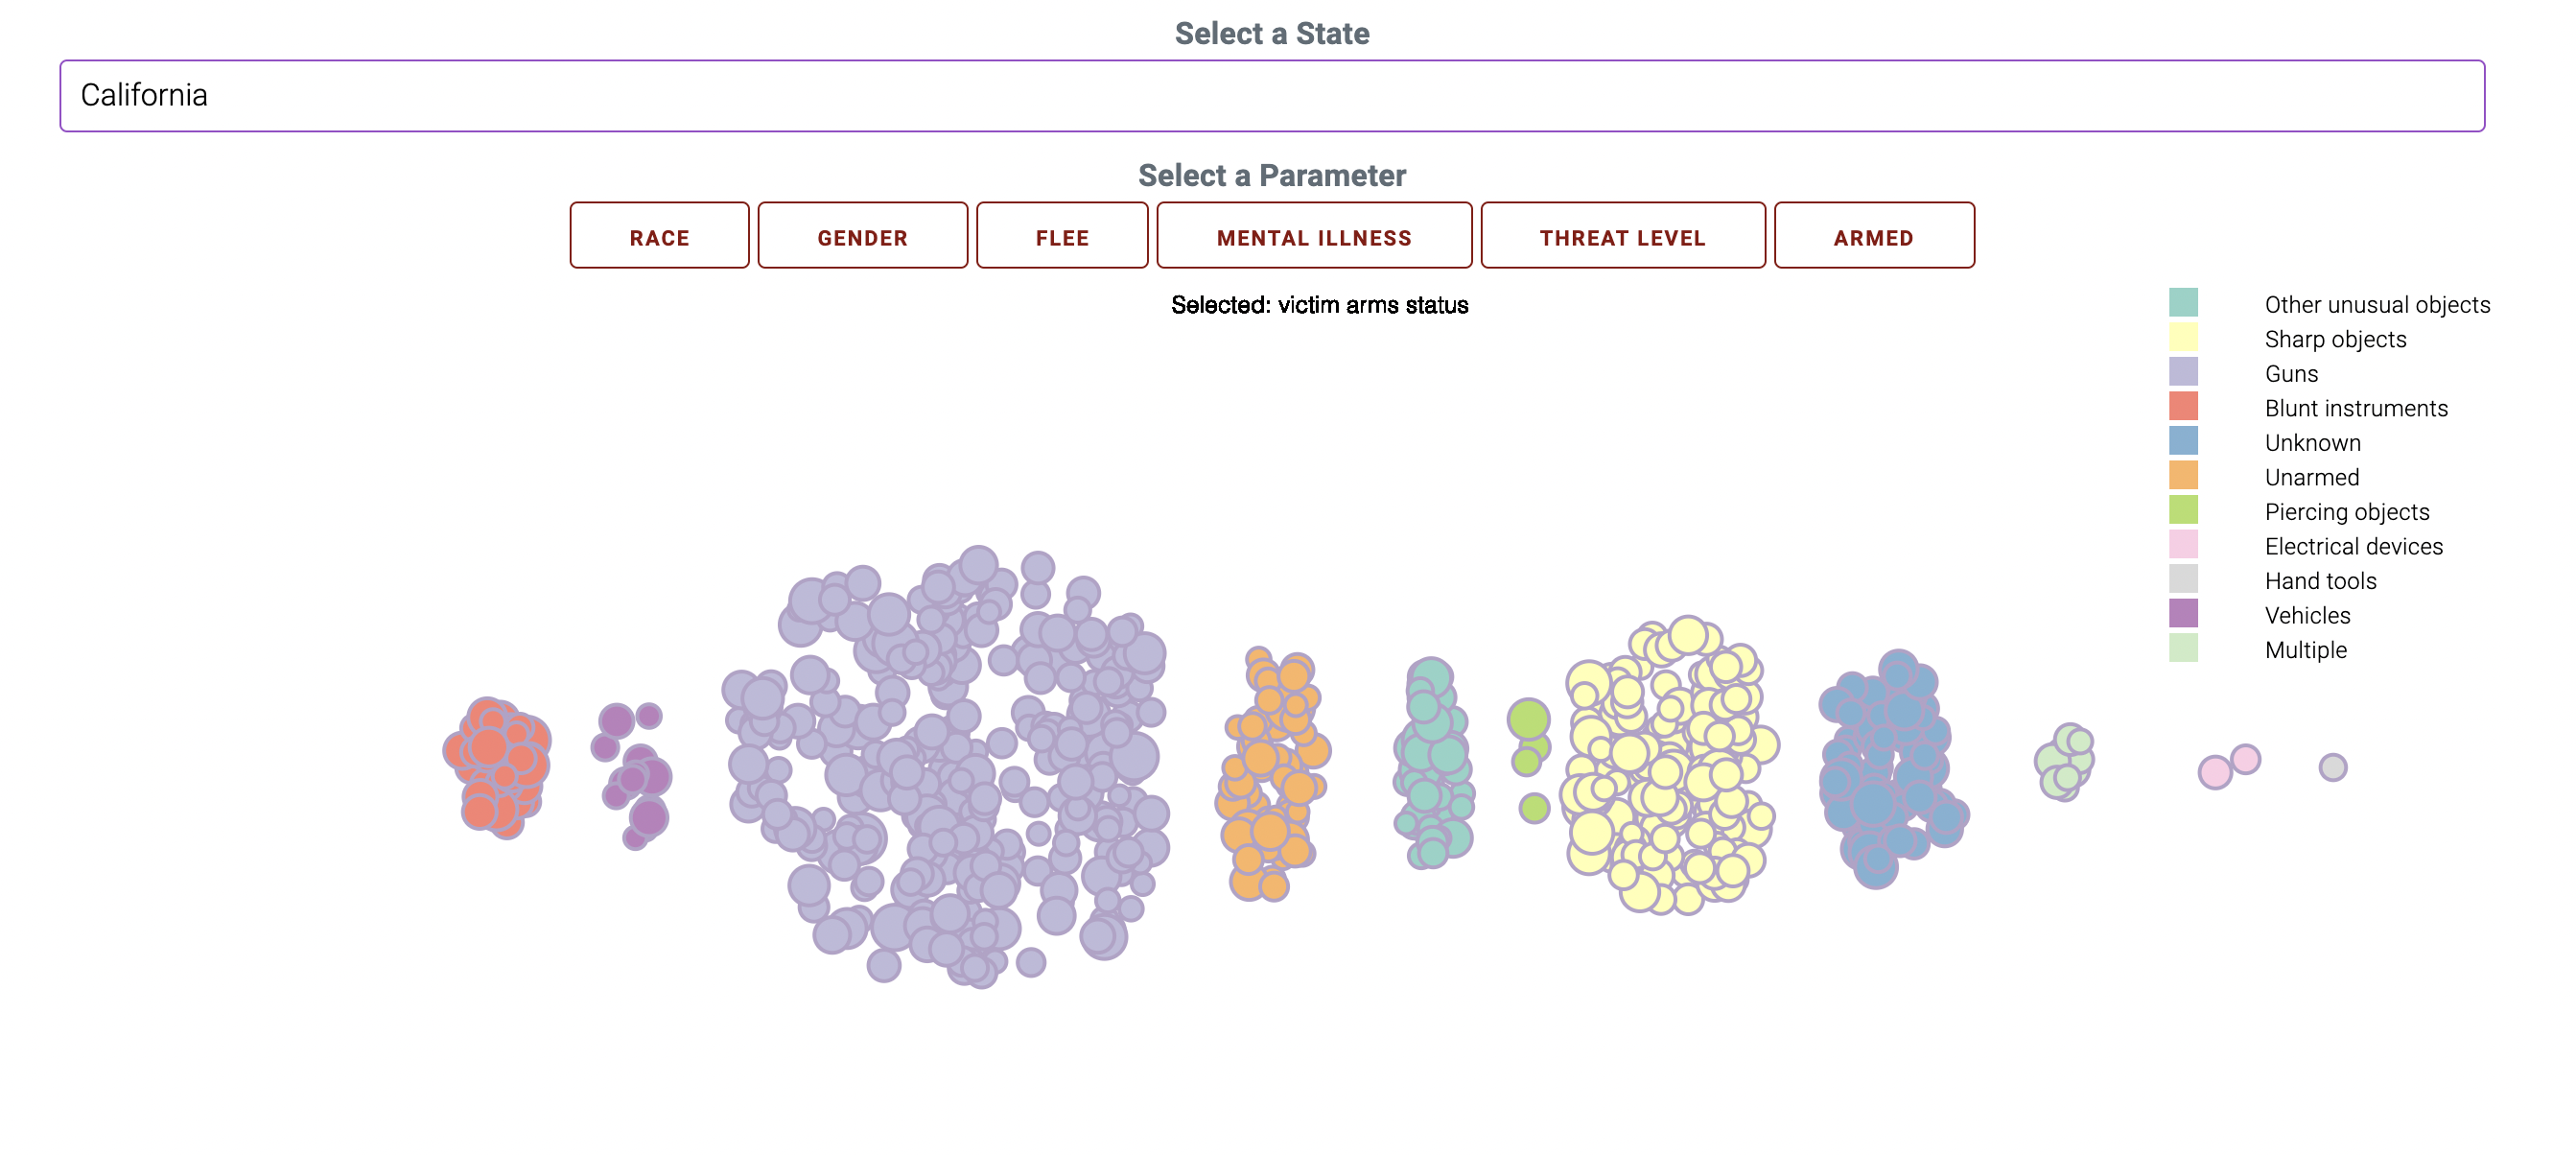 Select a State
California
Select a Parameter
RACE GENDER FLEE MENTAL ILLNESS THREAT LEVEL ARMED
Selected: victim arms status
Other unusual objects
Sharp objects
Guns
Blunt instruments
Unknown
Unarmed
Piercing objects
Electrical devices
Hand tools
Vehicles
Multiple